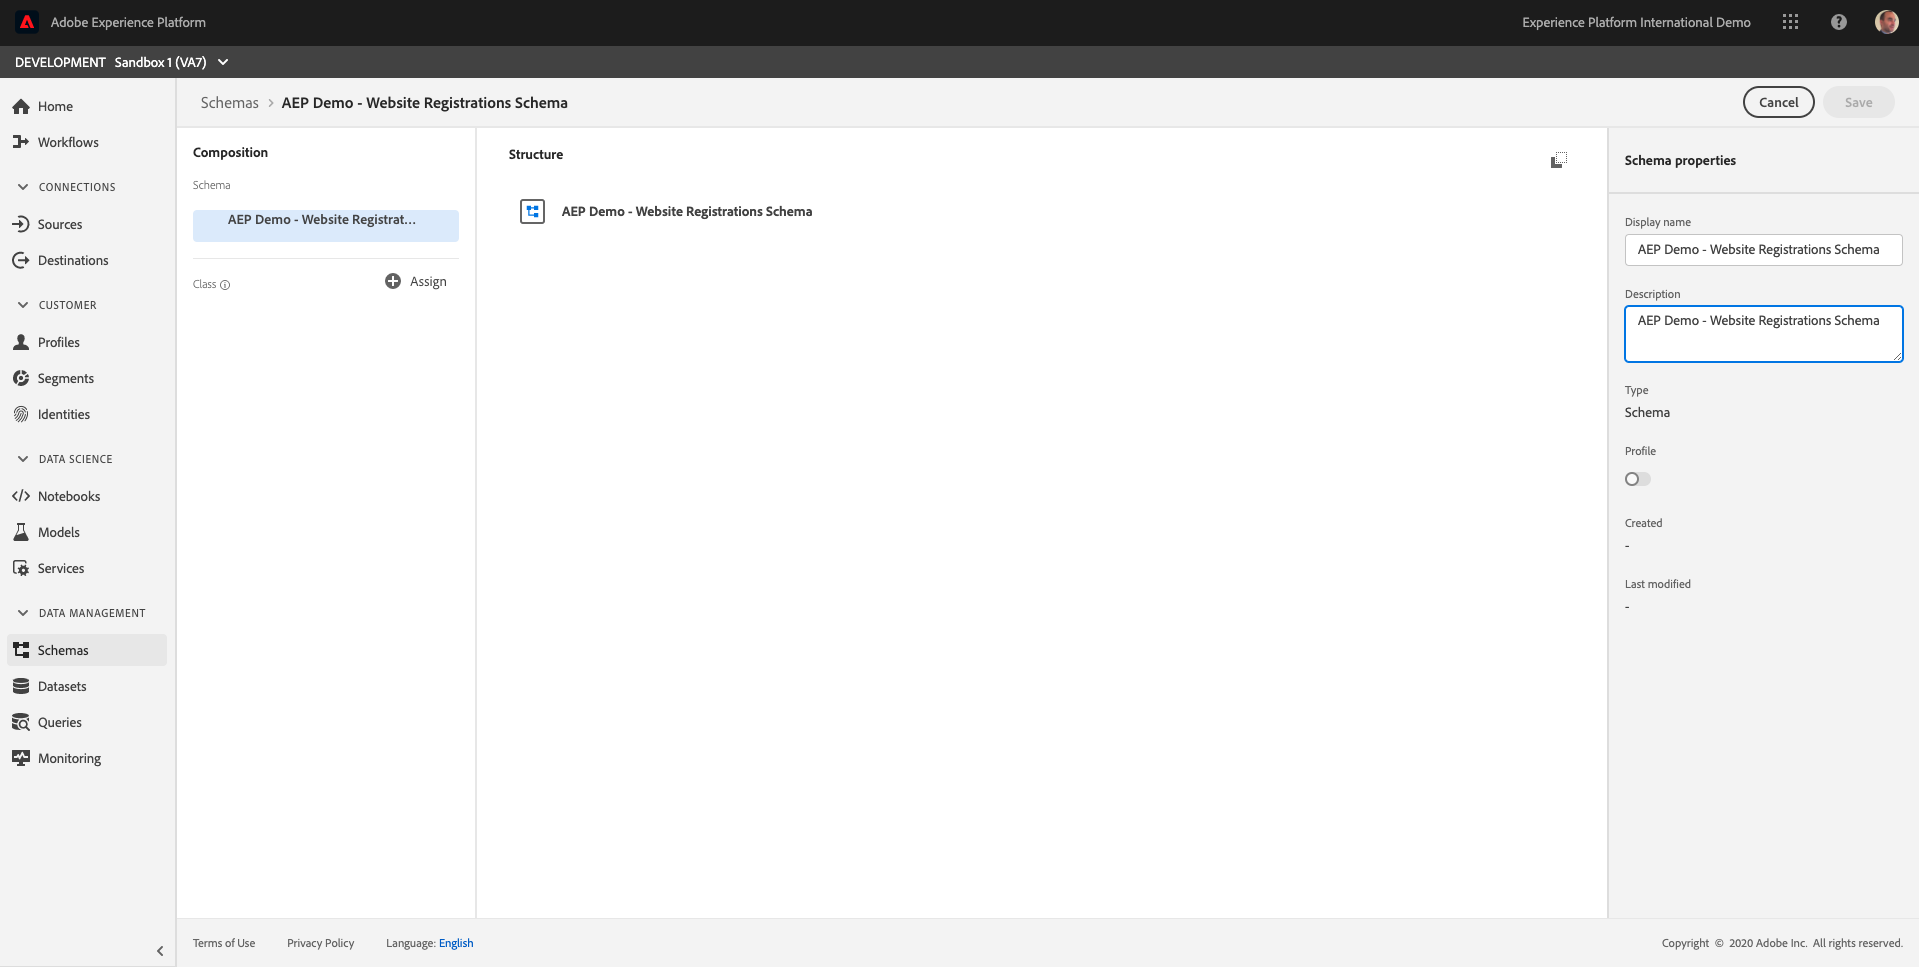 Adobe Experience Platform
Experience Platform International Demo
DEVELOPMENT Sandbox 1 (VA7)
Home
Workflows
CONNECTIONS
Sources
Destinations
CUSTOMER
Profiles
Segments
Identities
DATA SCIENCE
Notebooks
Models
Services
DATA MANAGEMENT
Schemas
Datasets
Queries
Monitoring
Schemas > AEP Demo - Website Registrations Schema
Cancel
Save
Composition
Schema
AEP Demo - Website Registrat...
Class
Assign
Structure
AEP Demo - Website Registrations Schema
Schema properties
Display name
AEP Demo - Website Registrations Schema
Description
AEP Demo - Website Registrations Schema
Type
Schema
Profile
Created
-
Last modified
-
Terms of Use
Privacy Policy
Language: English
Copyright © 2020 Adobe Inc. All rights reserved.